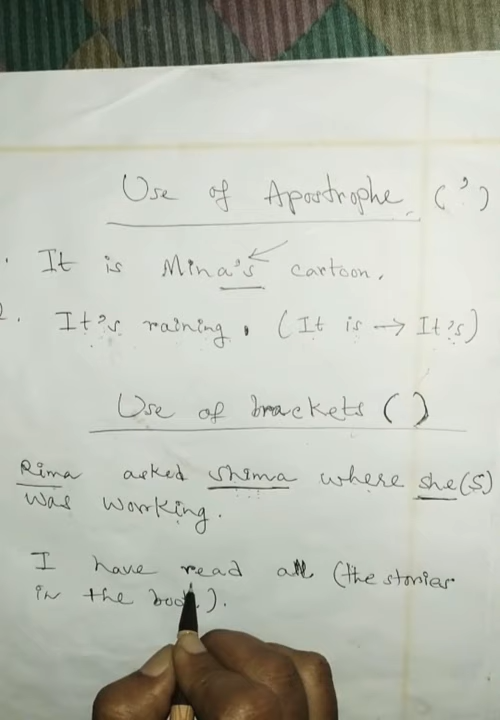 Use of Apostrophe (')
. It is Mina's cartoon.
2. It's raining. (It is → It's)
Use of brackets ( )
Rima asked Shima where she (S)
was working.
I have read all (the stories
in the book).